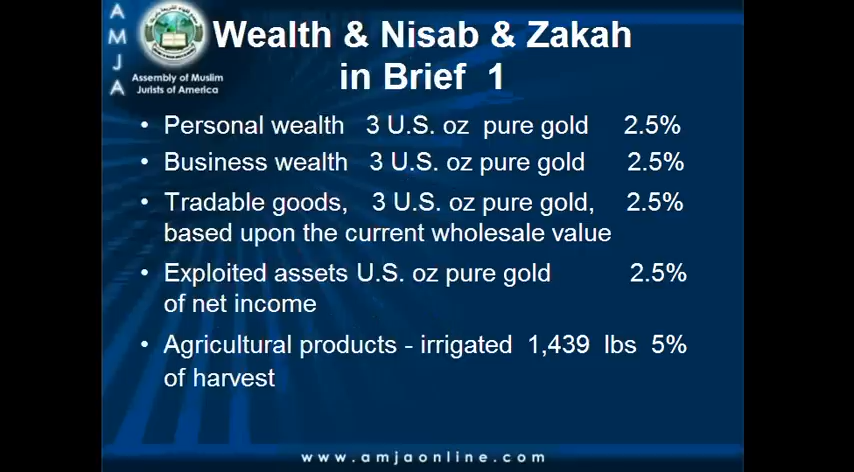 A
M
J
A
Assembly of Muslim
Jurists of America
Wealth & Nisab & Zakah
in Brief 1
• Personal wealth 3 U.S. oz pure gold 2.5%
• Business wealth 3 U.S. oz pure gold 2.5%
• Tradable goods, 3 U.S. oz pure gold, 2.5%
based upon the current wholesale value
• Exploited assets U.S. oz pure gold 2.5%
of net income
• Agricultural products - irrigated 1,439 lbs 5%
of harvest
www.amjaonline.com